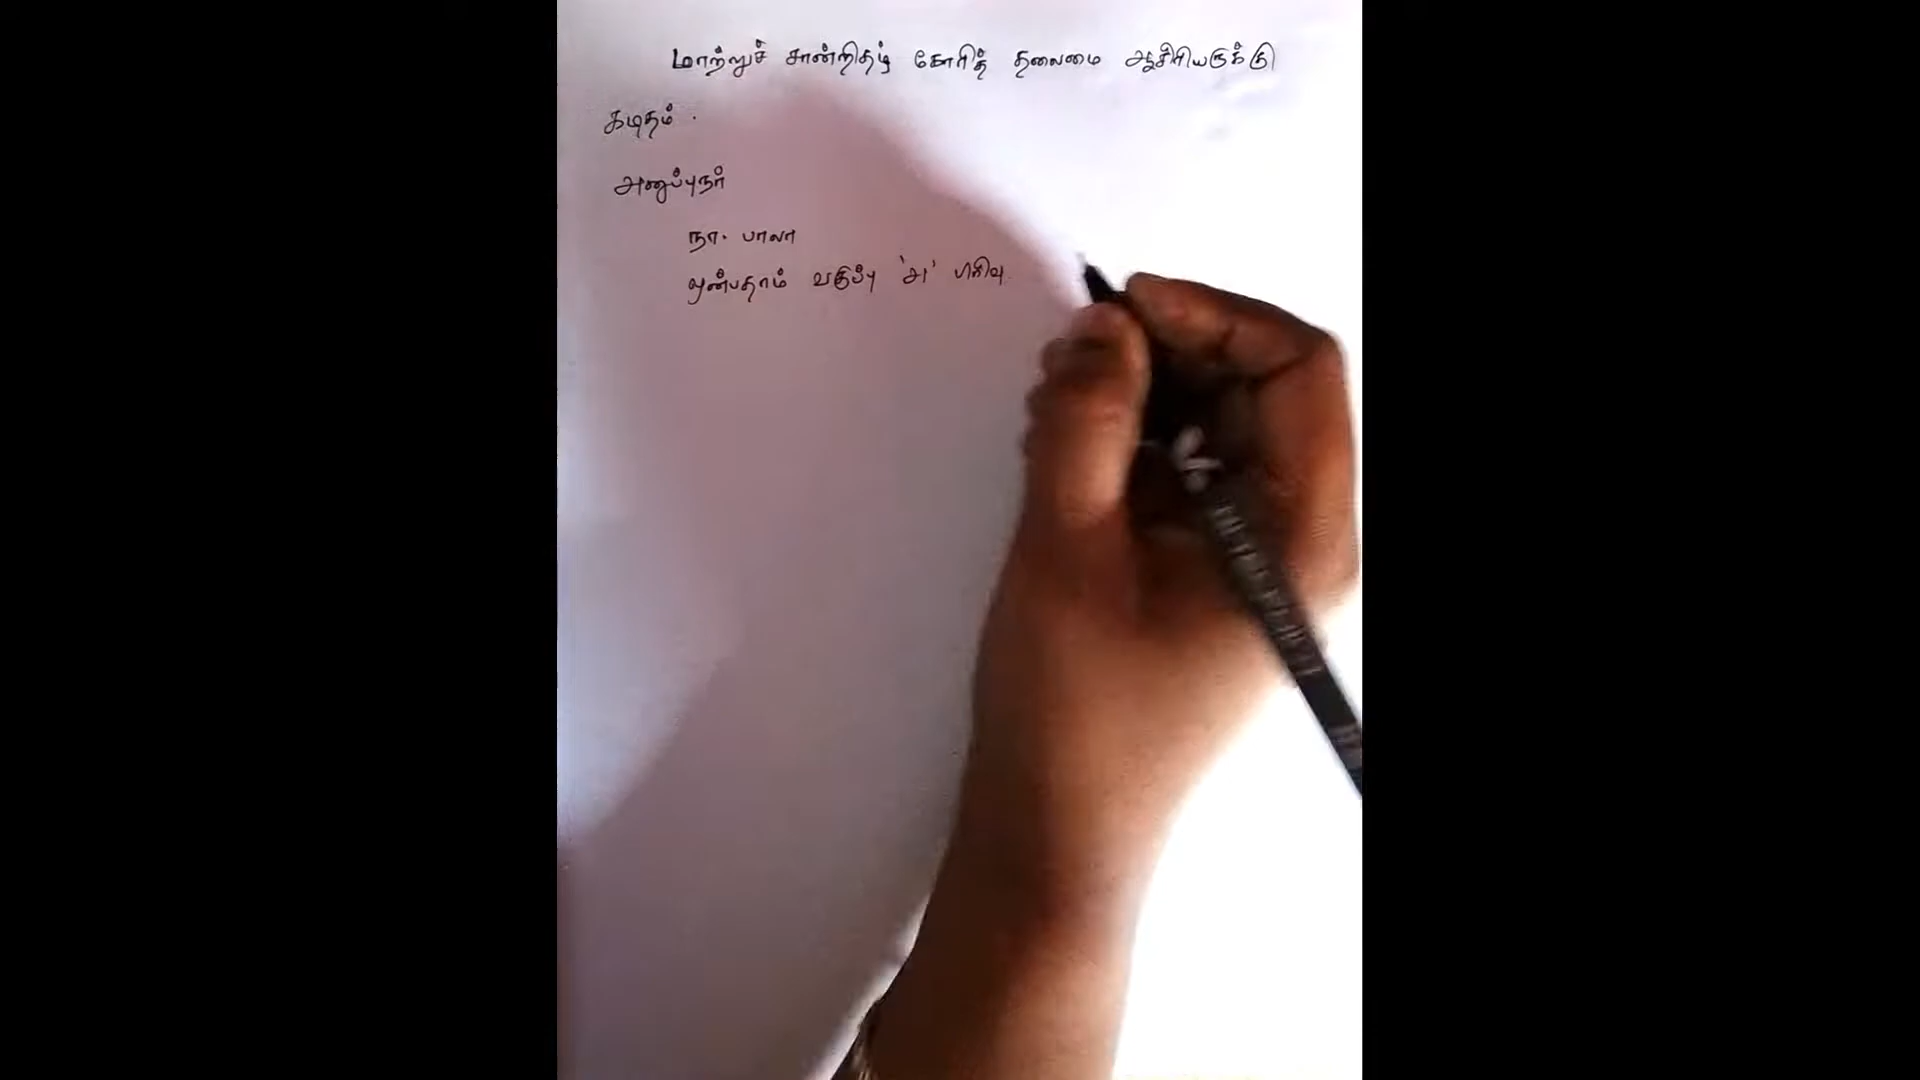 மாற்றுச் சான்றிதழ் கோரித் தலைமை ஆசிரியருக்கு
கடிதம் .
அனுப்புநர்
நா. பாலா
ஒன்பதாம் வகுப்பு 'அ' பிரிவு